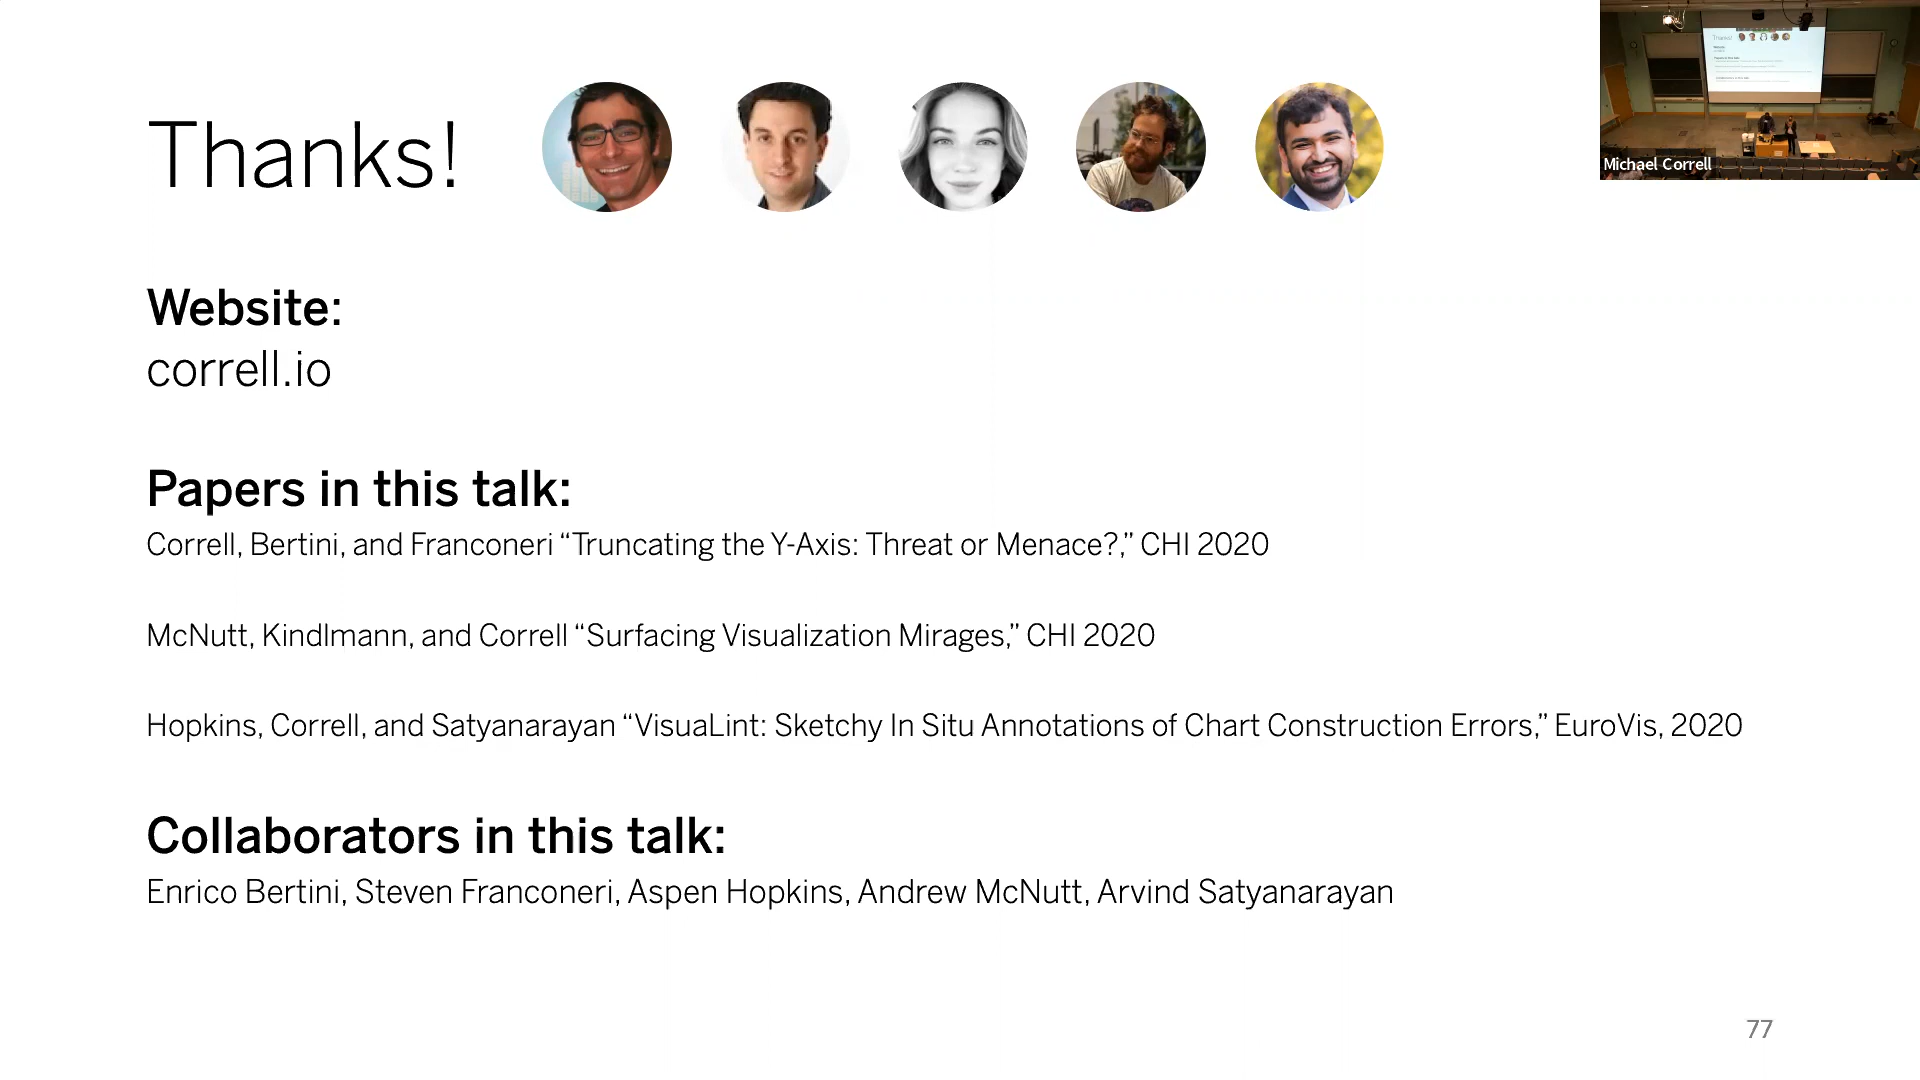 Thanks!
Michael Correll
Website:
correll.io
Papers in this talk:
Correll, Bertini, and Franconeri “Truncating the Y-Axis: Threat or Menace?,” CHI 2020
McNutt, Kindlmann, and Correll “Surfacing Visualization Mirages,” CHI 2020
Hopkins, Correll, and Satyanarayan “VisuaLint: Sketchy In Situ Annotations of Chart Construction Errors,” EuroVis, 2020
Collaborators in this talk:
Enrico Bertini, Steven Franconeri, Aspen Hopkins, Andrew McNutt, Arvind Satyanarayan
77